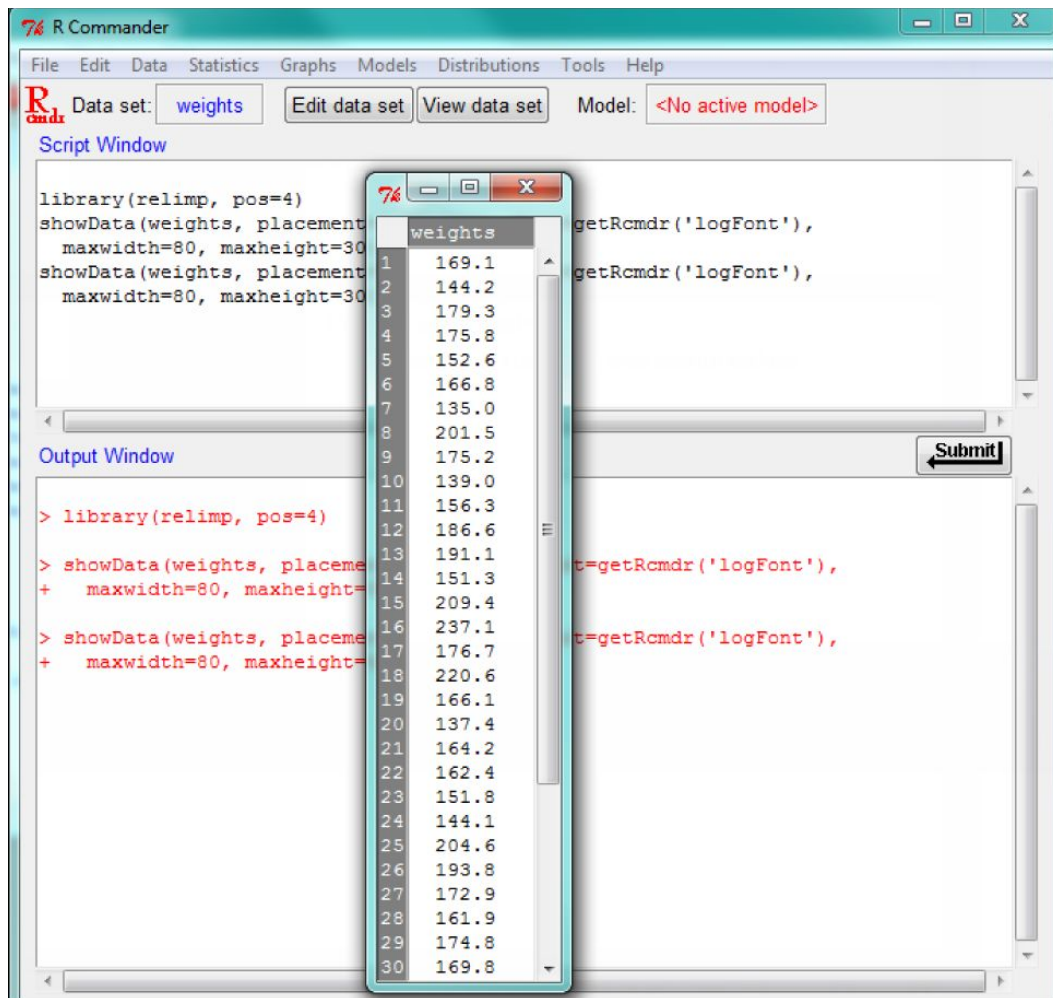 R Commander
File Edit Data Statistics Graphs Models Distributions Tools Help
R cmdr Data set: weights Edit data set View data set Model: <No active model>
Script Window
library(relimp, pos=4)
showData(weights, placement getRcmdr('logFont'),
maxwidth=80, maxheight=30
showData(weights, placement getRcmdr('logFont'),
maxwidth=80, maxheight=30
Output Window
Submit
> library(relimp, pos=4)
> showData(weights, placeme t=getRcmdr('logFont'),
+ maxwidth=80, maxheight=
> showData(weights, placeme t=getRcmdr('logFont'),
+ maxwidth=80, maxheight=
weights
1 169.1
2 144.2
3 179.3
4 175.8
5 152.6
6 166.8
7 135.0
8 201.5
9 175.2
10 139.0
11 156.3
12 186.6
13 191.1
14 151.3
15 209.4
16 237.1
17 176.7
18 220.6
19 166.1
20 137.4
21 164.2
22 162.4
23 151.8
24 144.1
25 204.6
26 193.8
27 172.9
28 161.9
29 174.8
30 169.8